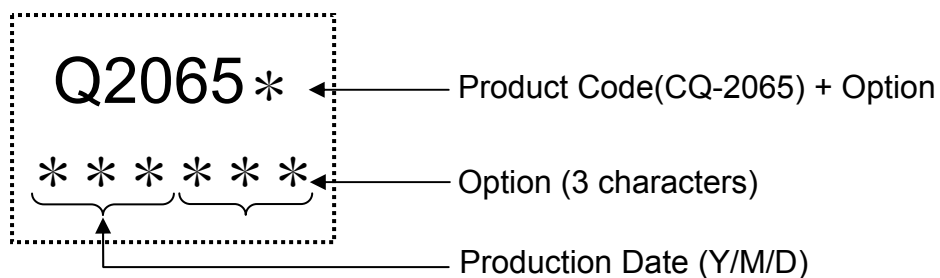 Q2065* Product Code(CQ-2065) + Option
* * * * * * Option (3 characters)
Production Date (Y/M/D)